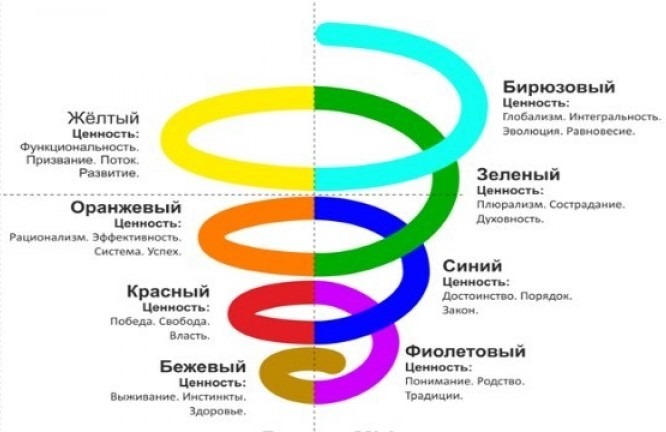 Бирюзовый
Ценность:
Глобализм. Интегральность.
Эволюция. Равновесие.
Жёлтый
Ценность:
Функциональность.
Призвание. Поток.
Развитие.
Зеленый
Ценность:
Плюрализм. Сострадание.
Духовность.
Оранжевый
Ценность:
Рационализм. Эффективность.
Система. Успех.
Синий
Ценность:
Достоинство. Порядок.
Закон.
Красный
Ценность:
Победа. Свобода.
Власть.
Фиолетовый
Ценность:
Понимание. Родство.
Традиции.
Бежевый
Ценность:
Выживание. Инстинкты.
Здоровье.